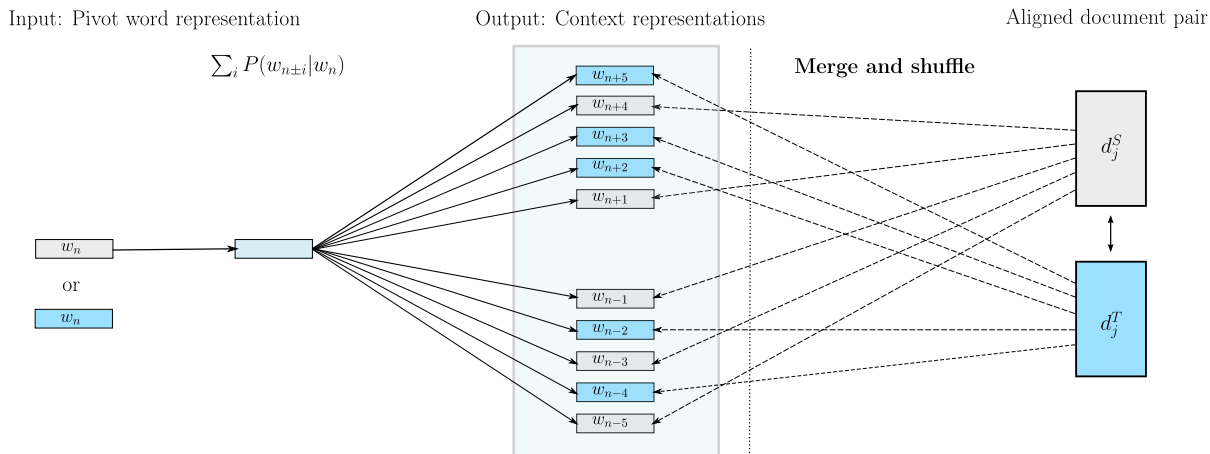 Input: Pivot word representation
Output: Context representations
Aligned document pair
∑_i P(w_{n±i}|w_n)
Merge and shuffle
w_{n+5}
w_{n+4}
w_{n+3}
w_{n+2}
w_{n+1}
w_n
or
w_n
w_{n−1}
w_{n−2}
w_{n−3}
w_{n−4}
w_{n−5}
d_j^S
d_j^T